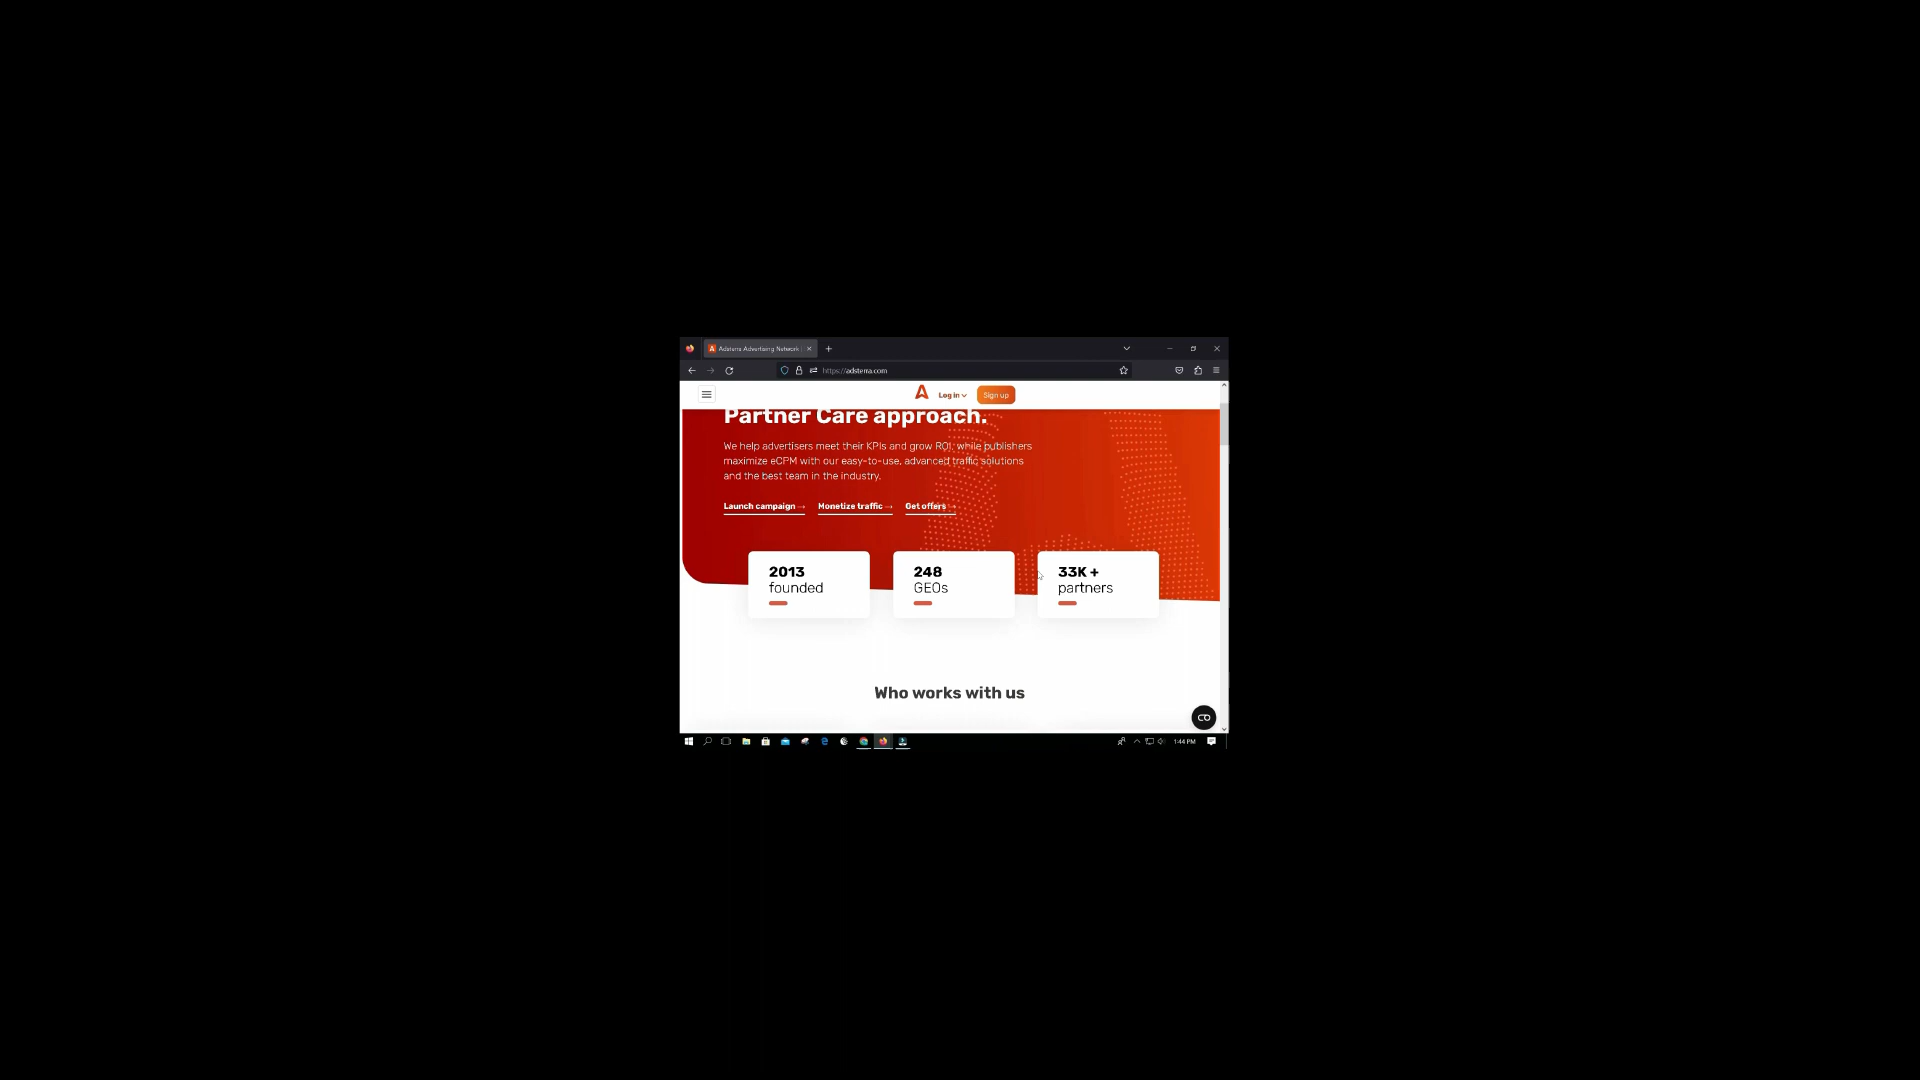 Adsterra Advertising Network
https://adsterra.com
Log in
Sign up
Partner Care approach.
We help advertisers meet their KPIs and grow ROI, while publishers
maximize eCPM with our easy-to-use, advanced traffic solutions
and the best team in the industry.
Launch campaign → Monetize traffic → Get offers →
2013
founded
248
GEOs
33K +
partners
Who works with us
1:44 PM